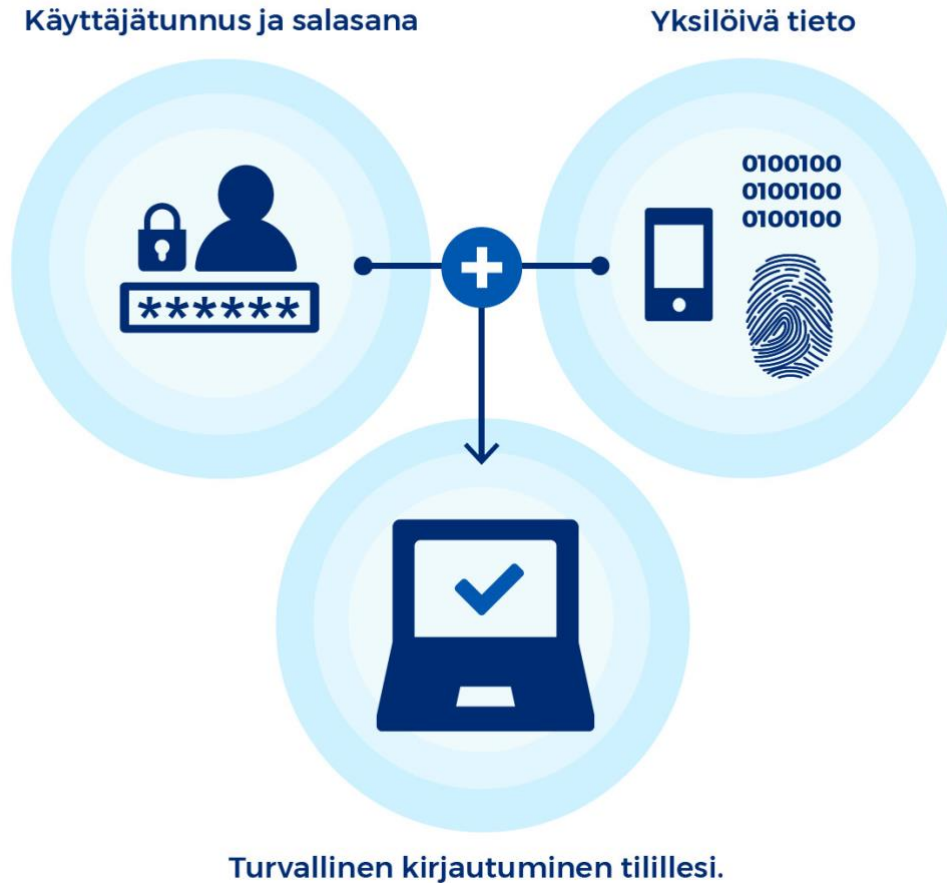 Käyttäjätunnus ja salasana
Yksilöivä tieto
0100100
0100100
0100100
******
Turvallinen kirjautuminen tilillesi.